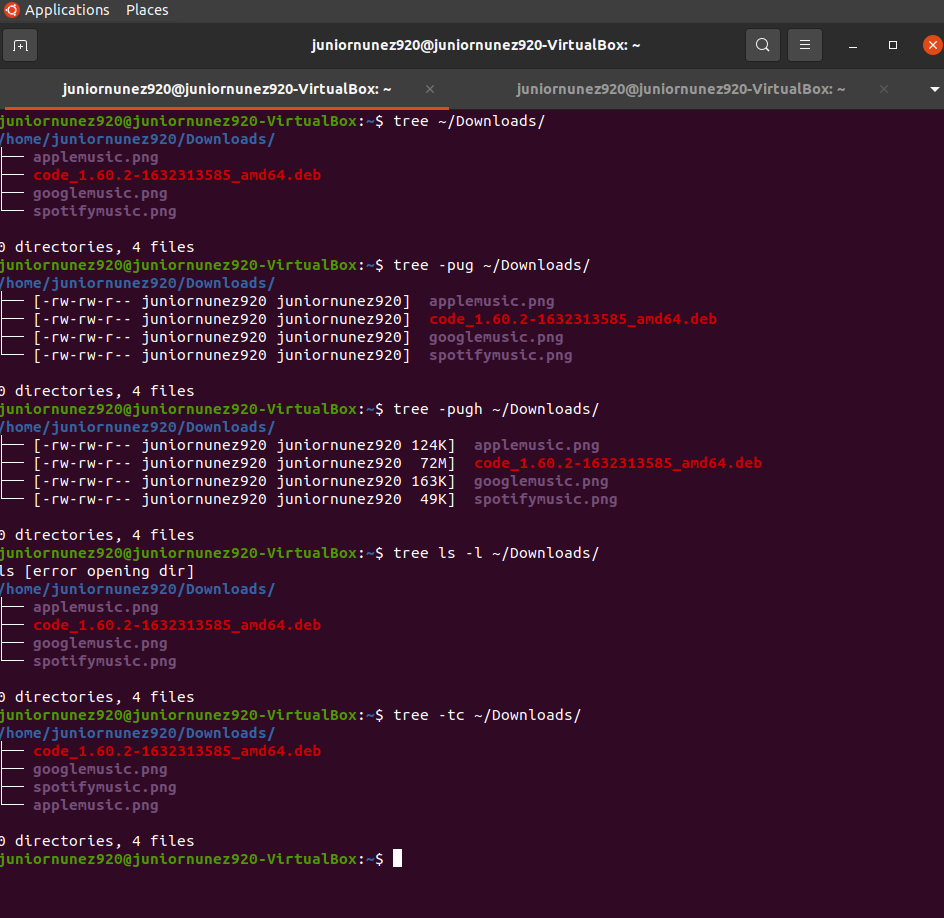 Applications Places
juniornunez920@juniornunez920-VirtualBox: ~
juniornunez920@juniornunez920-VirtualBox: ~ × juniornunez920@juniornunez920-VirtualBox: ~ ×
juniornunez920@juniornunez920-VirtualBox:~$ tree ~/Downloads/
/home/juniornunez920/Downloads/
├── applemusic.png
├── code_1.60.2-1632313585_amd64.deb
├── googlemusic.png
└── spotifymusic.png
0 directories, 4 files
juniornunez920@juniornunez920-VirtualBox:~$ tree -pug ~/Downloads/
/home/juniornunez920/Downloads/
├── [-rw-rw-r-- juniornunez920 juniornunez920]  applemusic.png
├── [-rw-rw-r-- juniornunez920 juniornunez920]  code_1.60.2-1632313585_amd64.deb
├── [-rw-rw-r-- juniornunez920 juniornunez920]  googlemusic.png
└── [-rw-rw-r-- juniornunez920 juniornunez920]  spotifymusic.png
0 directories, 4 files
juniornunez920@juniornunez920-VirtualBox:~$ tree -pugh ~/Downloads/
/home/juniornunez920/Downloads/
├── [-rw-rw-r-- juniornunez920 juniornunez920 124K]  applemusic.png
├── [-rw-rw-r-- juniornunez920 juniornunez920  72M]  code_1.60.2-1632313585_amd64.deb
├── [-rw-rw-r-- juniornunez920 juniornunez920 163K]  googlemusic.png
└── [-rw-rw-r-- juniornunez920 juniornunez920  49K]  spotifymusic.png
0 directories, 4 files
juniornunez920@juniornunez920-VirtualBox:~$ tree ls -l ~/Downloads/
ls [error opening dir]
/home/juniornunez920/Downloads/
├── applemusic.png
├── code_1.60.2-1632313585_amd64.deb
├── googlemusic.png
└── spotifymusic.png
0 directories, 4 files
juniornunez920@juniornunez920-VirtualBox:~$ tree -tc ~/Downloads/
/home/juniornunez920/Downloads/
├── code_1.60.2-1632313585_amd64.deb
├── googlemusic.png
├── spotifymusic.png
└── applemusic.png
0 directories, 4 files
juniornunez920@juniornunez920-VirtualBox:~$